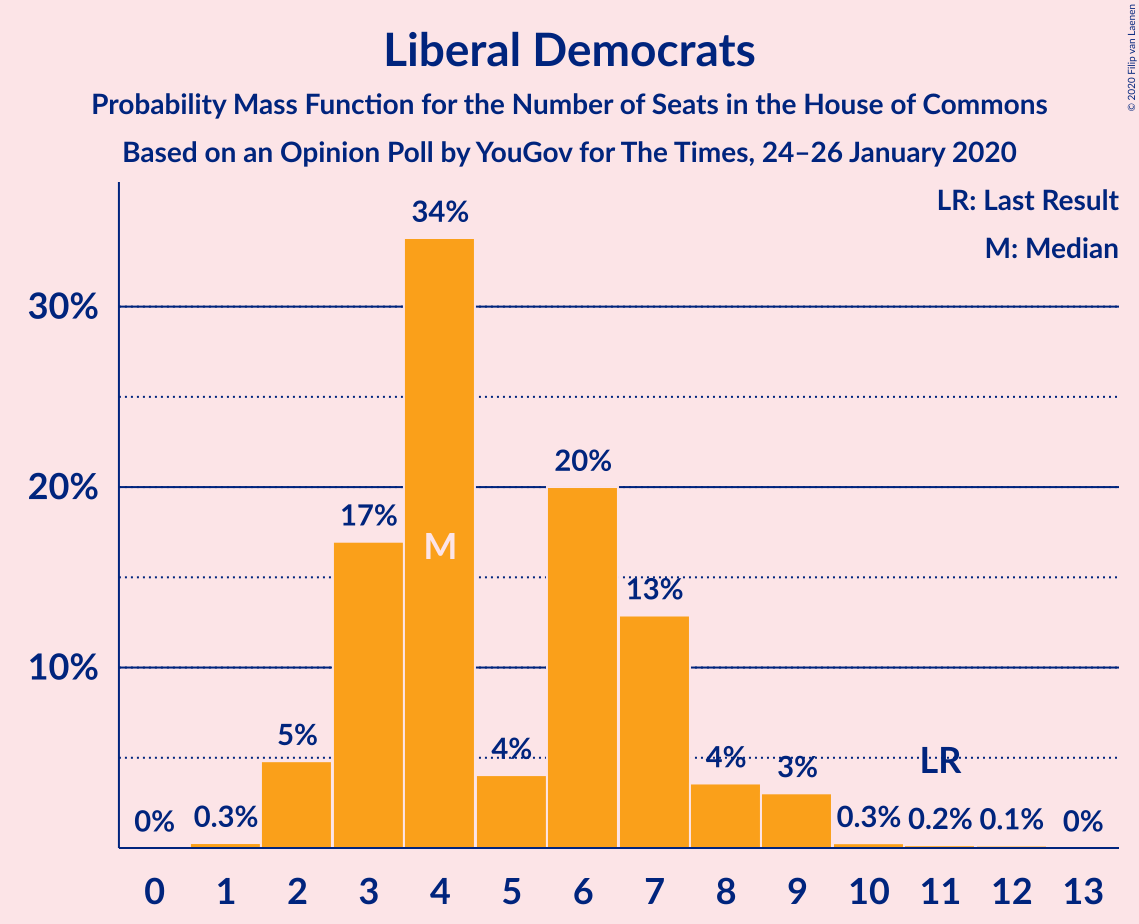 Liberal Democrats
Probability Mass Function for the Number of Seats in the House of Commons
Based on an Opinion Poll by YouGov for The Times, 24–26 January 2020
© 2020 Filip van Laenen
LR: Last Result
M: Median
30%
20%
10%
0%
0.3%
5%
17%
34%
M
4%
20%
13%
4%
3%
0.3%
LR
0.2%
0.1%
0%
0 1 2 3 4 5 6 7 8 9 10 11 12 13